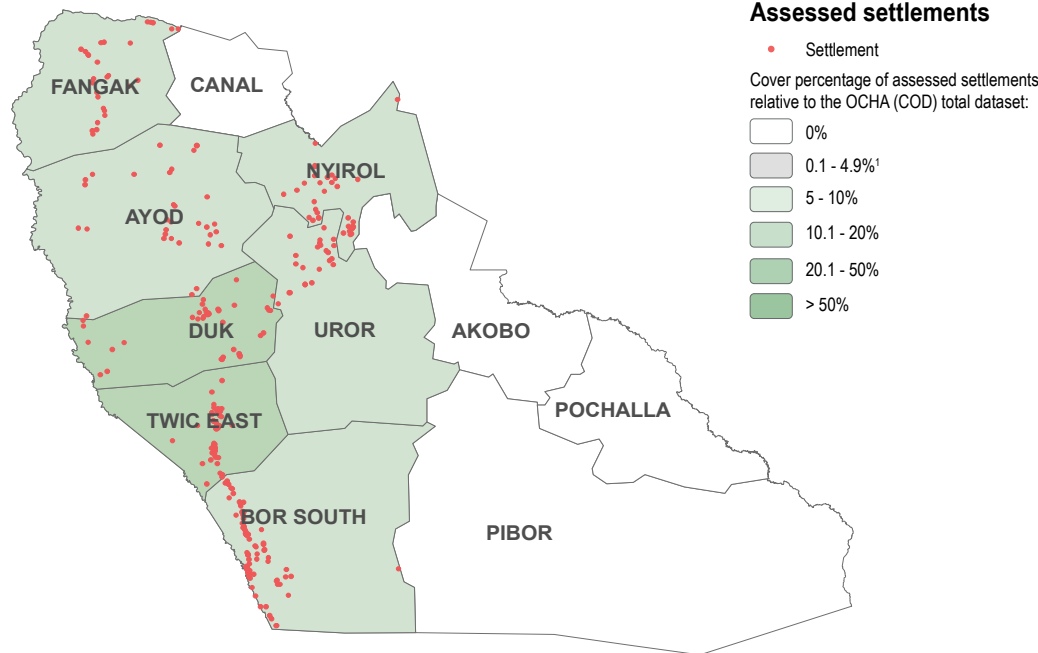 Assessed settlements
Settlement
Cover percentage of assessed settlements
relative to the OCHA (COD) total dataset:
0%
0.1 - 4.9%¹
5 - 10%
10.1 - 20%
20.1 - 50%
> 50%
FANGAK
CANAL
NYIROL
AYOD
DUK
UROR
AKOBO
POCHALLA
TWIC EAST
BOR SOUTH
PIBOR